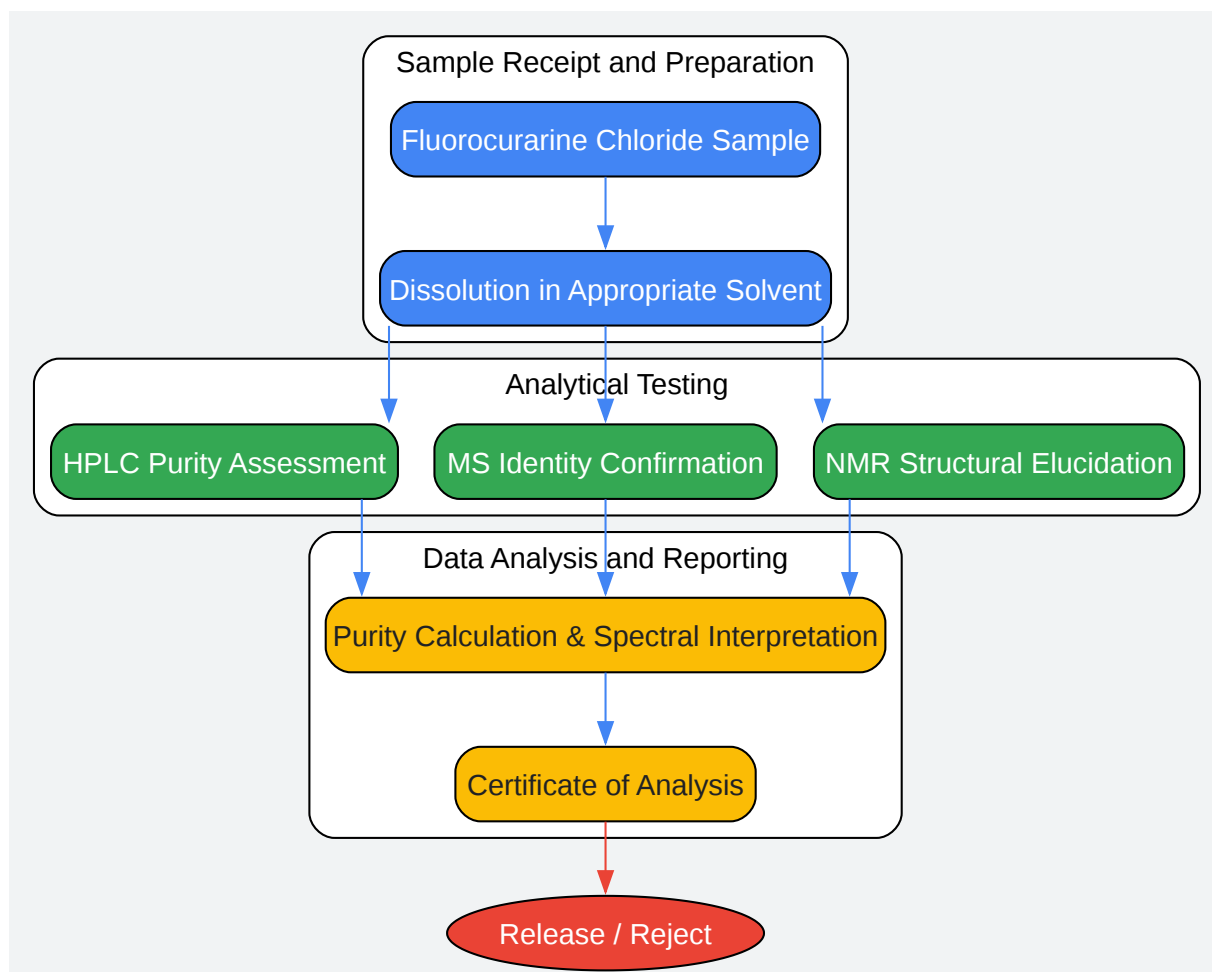 Sample Receipt and Preparation
Fluorocurarine Chloride Sample
Dissolution in Appropriate Solvent
Analytical Testing
HPLC Purity Assessment
MS Identity Confirmation
NMR Structural Elucidation
Data Analysis and Reporting
Purity Calculation & Spectral Interpretation
Certificate of Analysis
Release / Reject